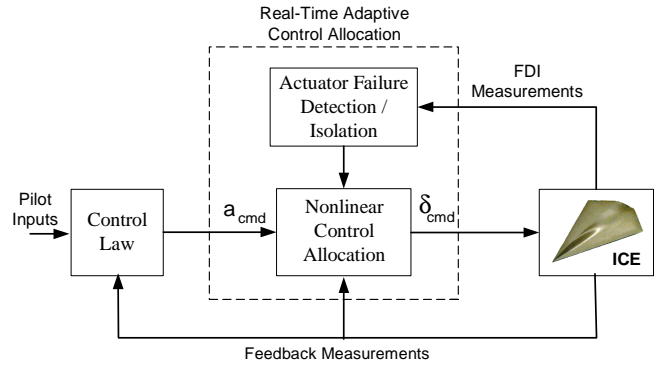 Real-Time Adaptive
Control Allocation
Actuator Failure
Detection /
Isolation
FDI
Measurements
Pilot
Inputs
Control
Law
a cmd
Nonlinear
Control
Allocation
δ cmd
ICE
Feedback Measurements